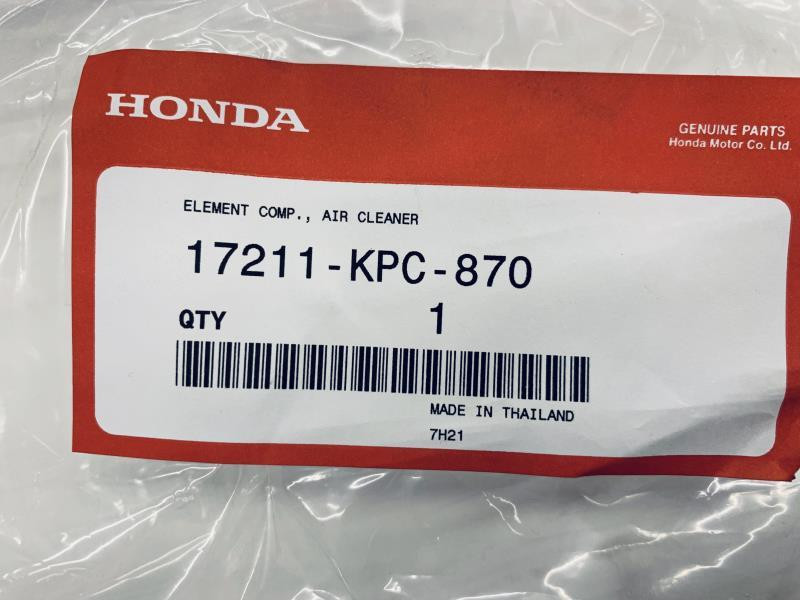 HONDA
GENUINE PARTS
Honda Motor Co. Ltd.
ELEMENT COMP., AIR CLEANER
17211-KPC-870
QTY 1
MADE IN THAILAND
7H21